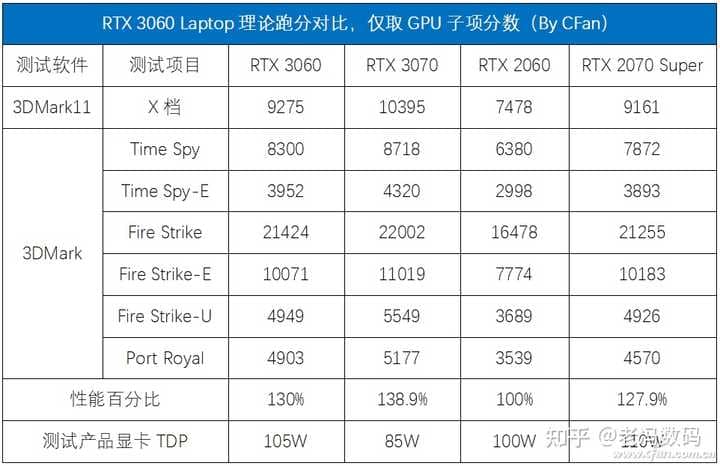 RTX 3060 Laptop 理论跑分对比，仅取 GPU 子项分数（By CFan）
测试软件 测试项目 RTX 3060 RTX 3070 RTX 2060 RTX 2070 Super
3DMark11 X 档 9275 10395 7478 9161
3DMark
Time Spy 8300 8718 6380 7872
Time Spy-E 3952 4320 2998 3893
Fire Strike 21424 22002 16478 21255
Fire Strike-E 10071 11019 7774 10183
Fire Strike-U 4949 5549 3689 4926
Port Royal 4903 5177 3539 4570
性能百分比 130% 138.9% 100% 127.9%
测试产品显卡 TDP 105W 85W 100W 110W
知乎 @老冯数码
www.cfan.com.cn